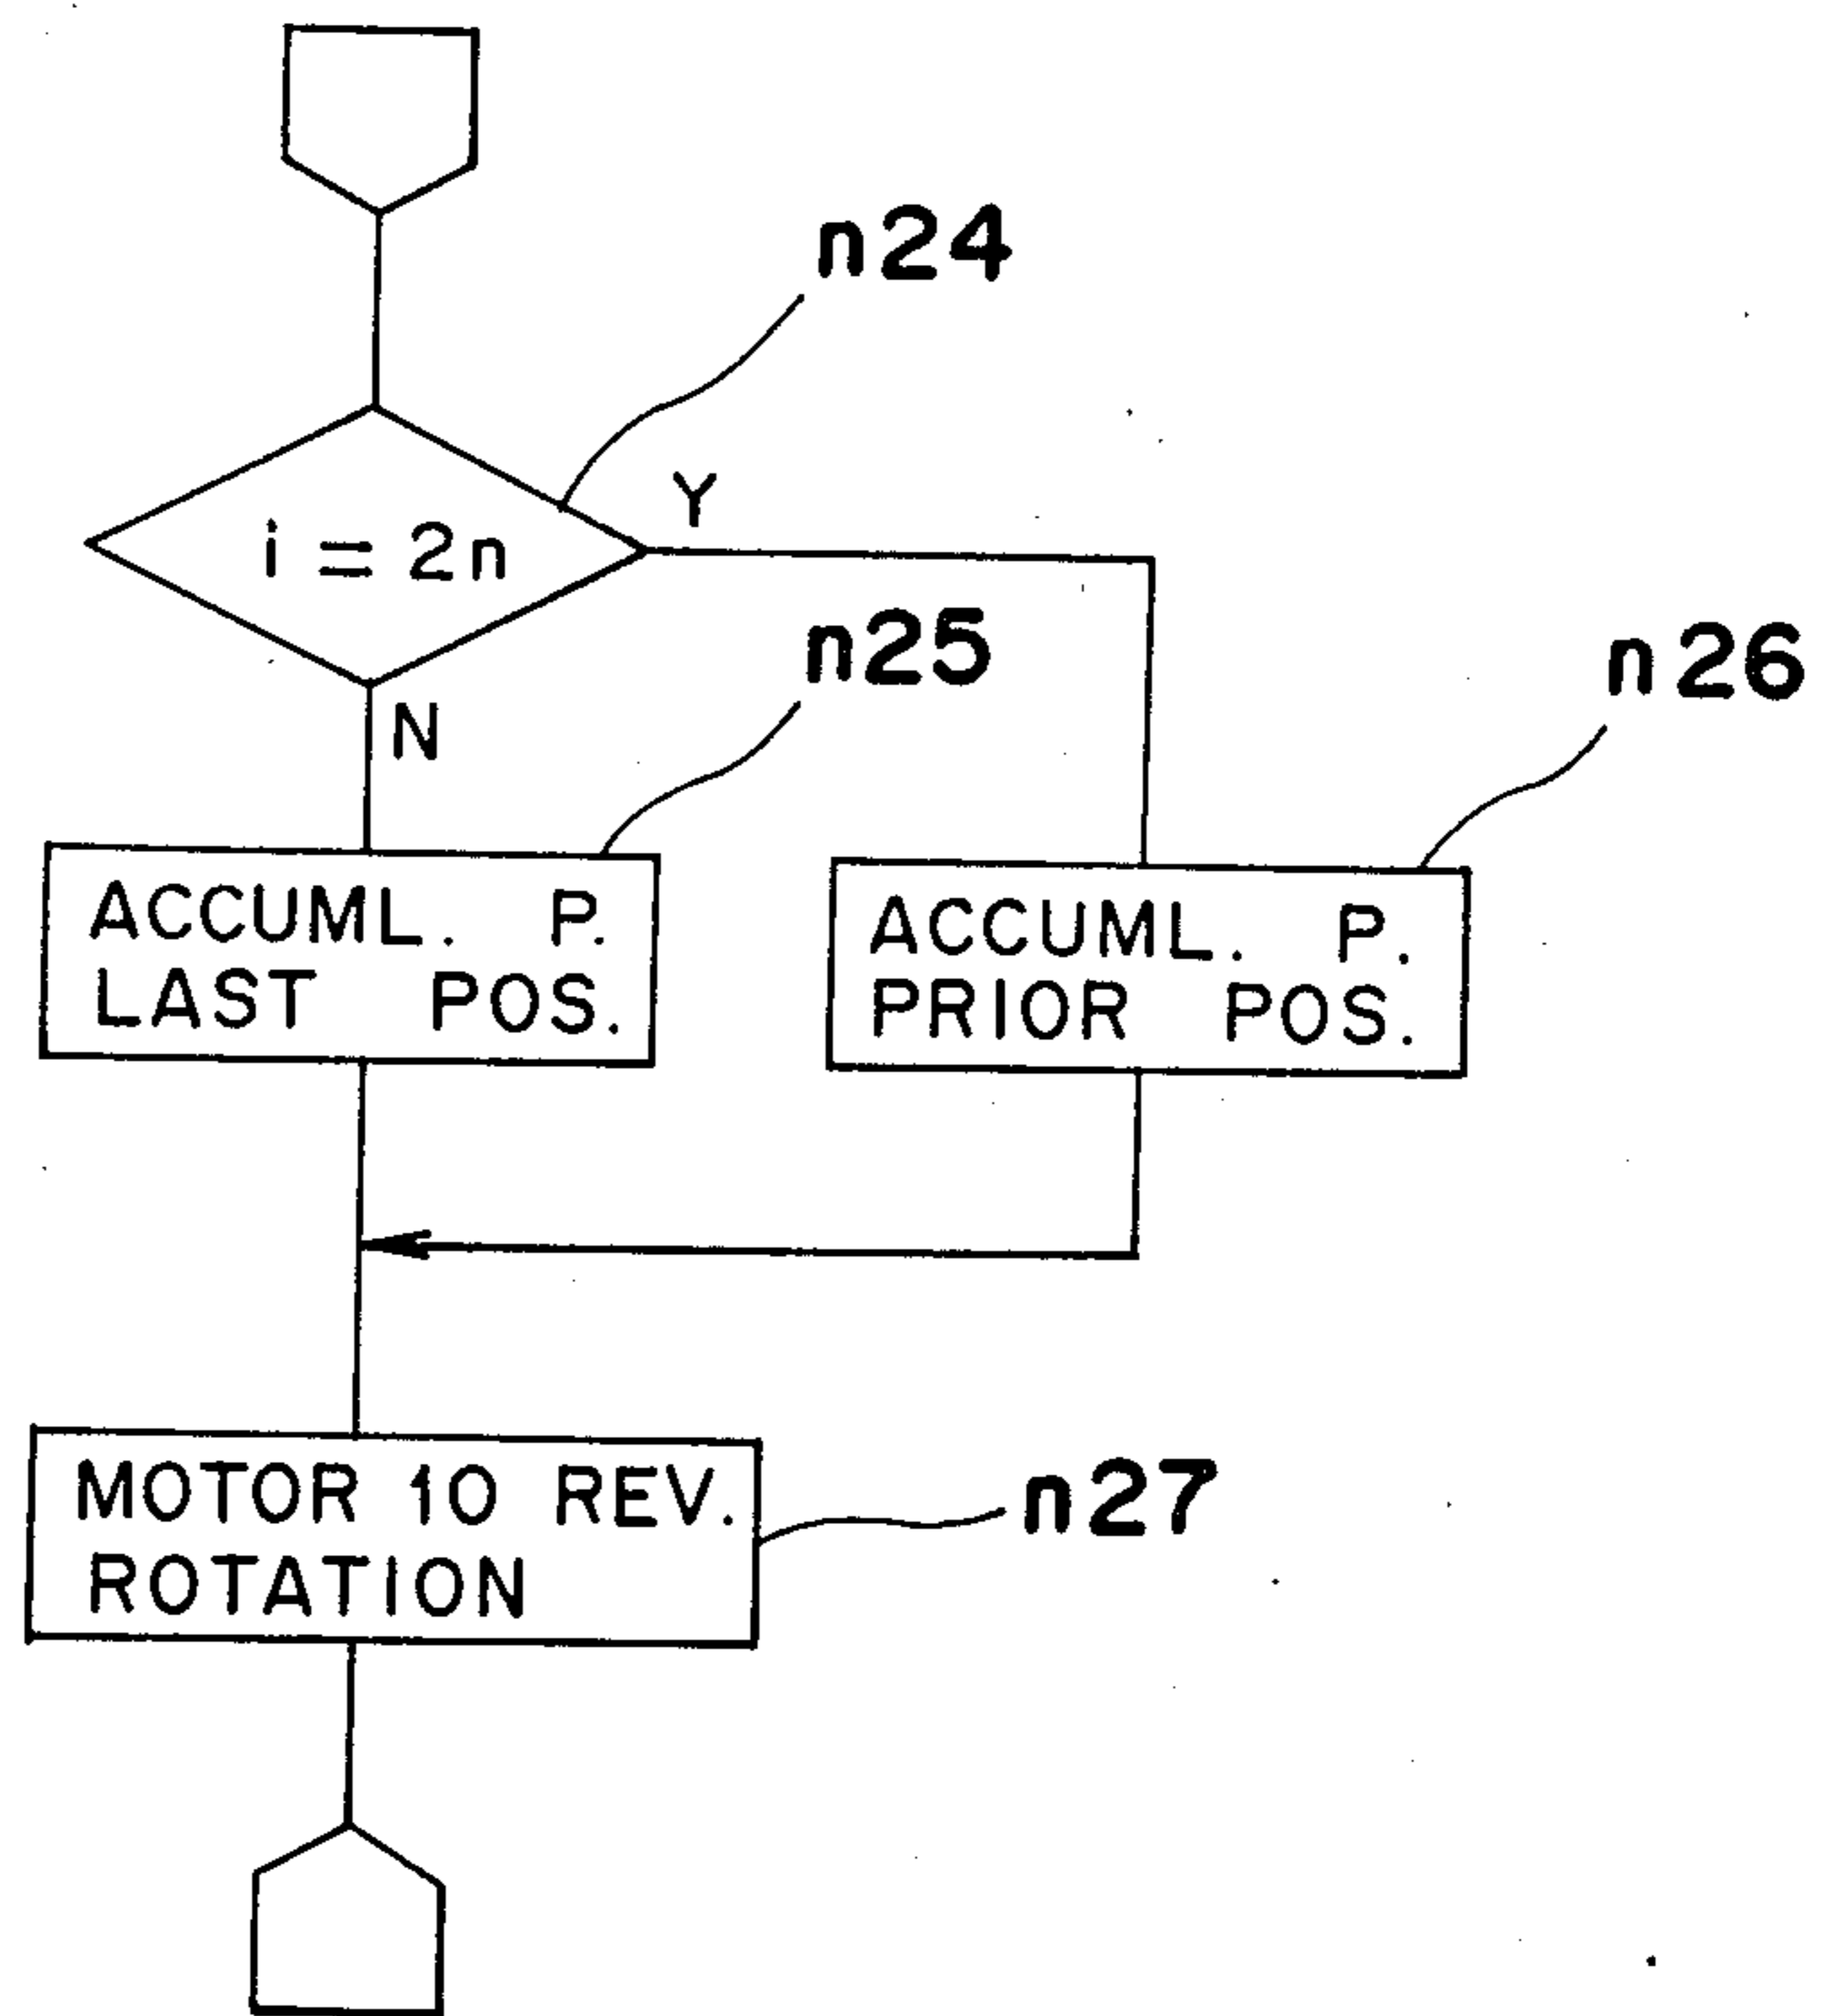 n24
i = 2n
Y
N
n25
n26
ACCUML. P.
LAST POS.
ACCUML. P.
PRIOR POS.
MOTOR 10 REV.
ROTATION
n27